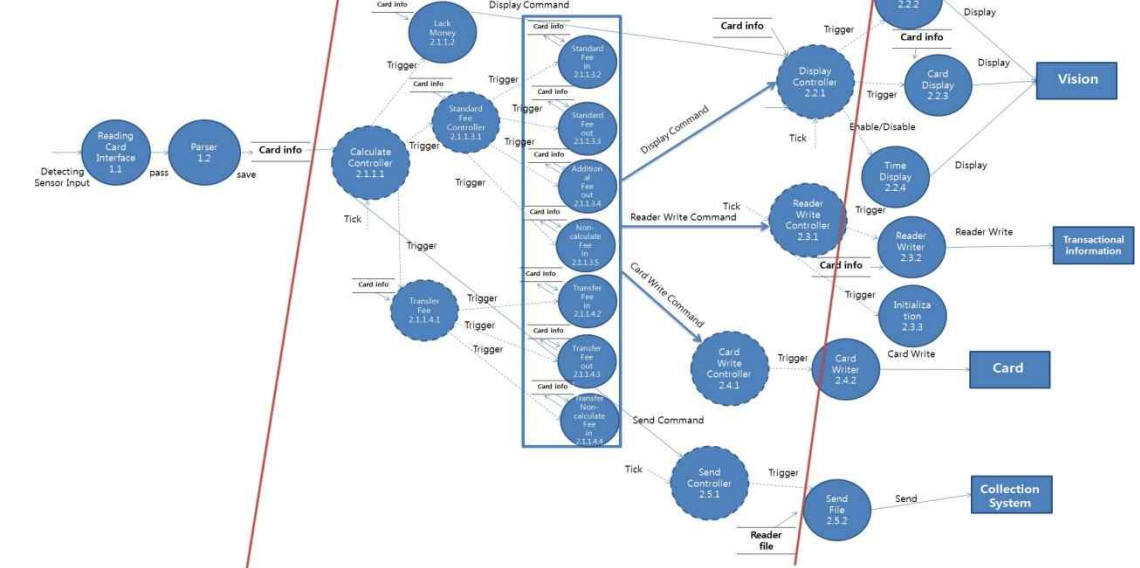 Card info
Display Command
2.2.2
Display
Lack
Money
2.1.1.2
Card info
Card info
Trigger
Card info
Standard
Fee
in
2.1.1.3.2
Display
Controller
2.2.1
Card
Display
2.2.3
Display
Vision
Trigger
Card info
Trigger
Trigger
Card info
Standard
Fee
Controller
2.1.1.3.1
Trigger
Trigger
Standard
Fee
out
2.1.1.3.3
Display Command
Tick
Enable/Disable
Reading
Card
Interface
1.1
Parser
1.2
Card info
Detecting
Sensor Input
pass
save
Calculate
Controller
2.1.1.1
Trigger
Trigger
Card info
Addition
al
Fee
out
2.1.1.3.4
Time
Display
2.2.4
Display
Tick
Trigger
Card info
Non-
calculate
Fee
in
2.1.1.3.5
Reader Write Command
Tick
Reader
Write
Controller
2.3.1
Trigger
Reader
Writer
2.3.2
Reader Write
Transactional
information
Card info
Trigger
Initializa
tion
2.3.3
Card info
Transfer
Fee
2.1.1.4.1
Trigger
Trigger
Trigger
Card info
Transfer
Fee
in
2.1.1.4.2
Card info
Transfer
Fee
out
2.1.1.4.3
Card info
Transfer
Non-
calculate
Fee
in
2.1.1.4.4
Card Write Command
Card
Write
Controller
2.4.1
Trigger
Card
Writer
2.4.2
Card Write
Card
Send Command
Tick
Send
Controller
2.5.1
Trigger
Send
File
2.5.2
Send
Collection
System
Reader
file